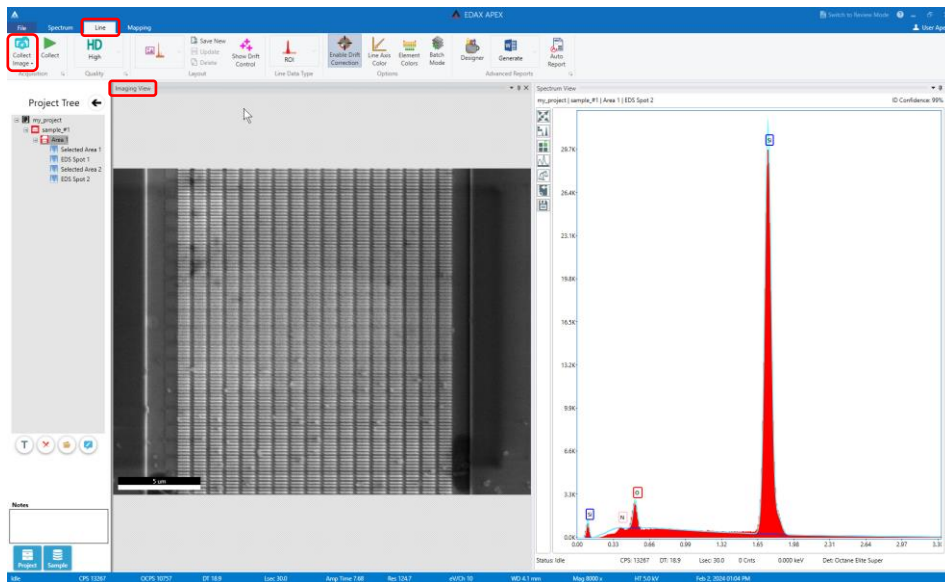 EDAX APEX
Switch to Review Mode
File Spectrum Line Mapping
User Ape
Collect Image
Collect
HD
High
Save New
Update
Delete
Show Drift Control
ROI
Enable Drift Correction
Line Axis Color
Element Colors
Batch Mode
Designer
Generate
Auto Report
Acquisition
Quality
Layout
Line Data Type
Options
Advanced Reports
Project Tree
my_project
sample_#1
Area 1
Selected Area 1
EDS Spot 1
Selected Area 2
EDS Spot 2
T
Notes
Project
Sample
Imaging View
5 um
Spectrum View
my_project | sample_#1 | Area 1 | EDS Spot 2
ID Confidence: 99%
29.7K
26.4K
23.1K
19.8K
16.5K
13.2K
9.9K
6.6K
3.3K
0.0K
Si
O
Si
N
0.00 0.33 0.66 0.99 1.32 1.65 1.98 2.31 2.64 2.97 3.3
Status: Idle CPS: 13267 DT: 18.9 Lsec: 30.0 0 Cnts 0.000 keV Det: Octane Elite Super
Idle CPS 13267 OCPS 10757 DT 18.9 Lsec 30.0 Amp Time 7.68 Res 124.7 eV/Ch 10 WD 4.1 mm Mag 8000 x HT 5.0 kV Feb 2, 2024 01:04 PM